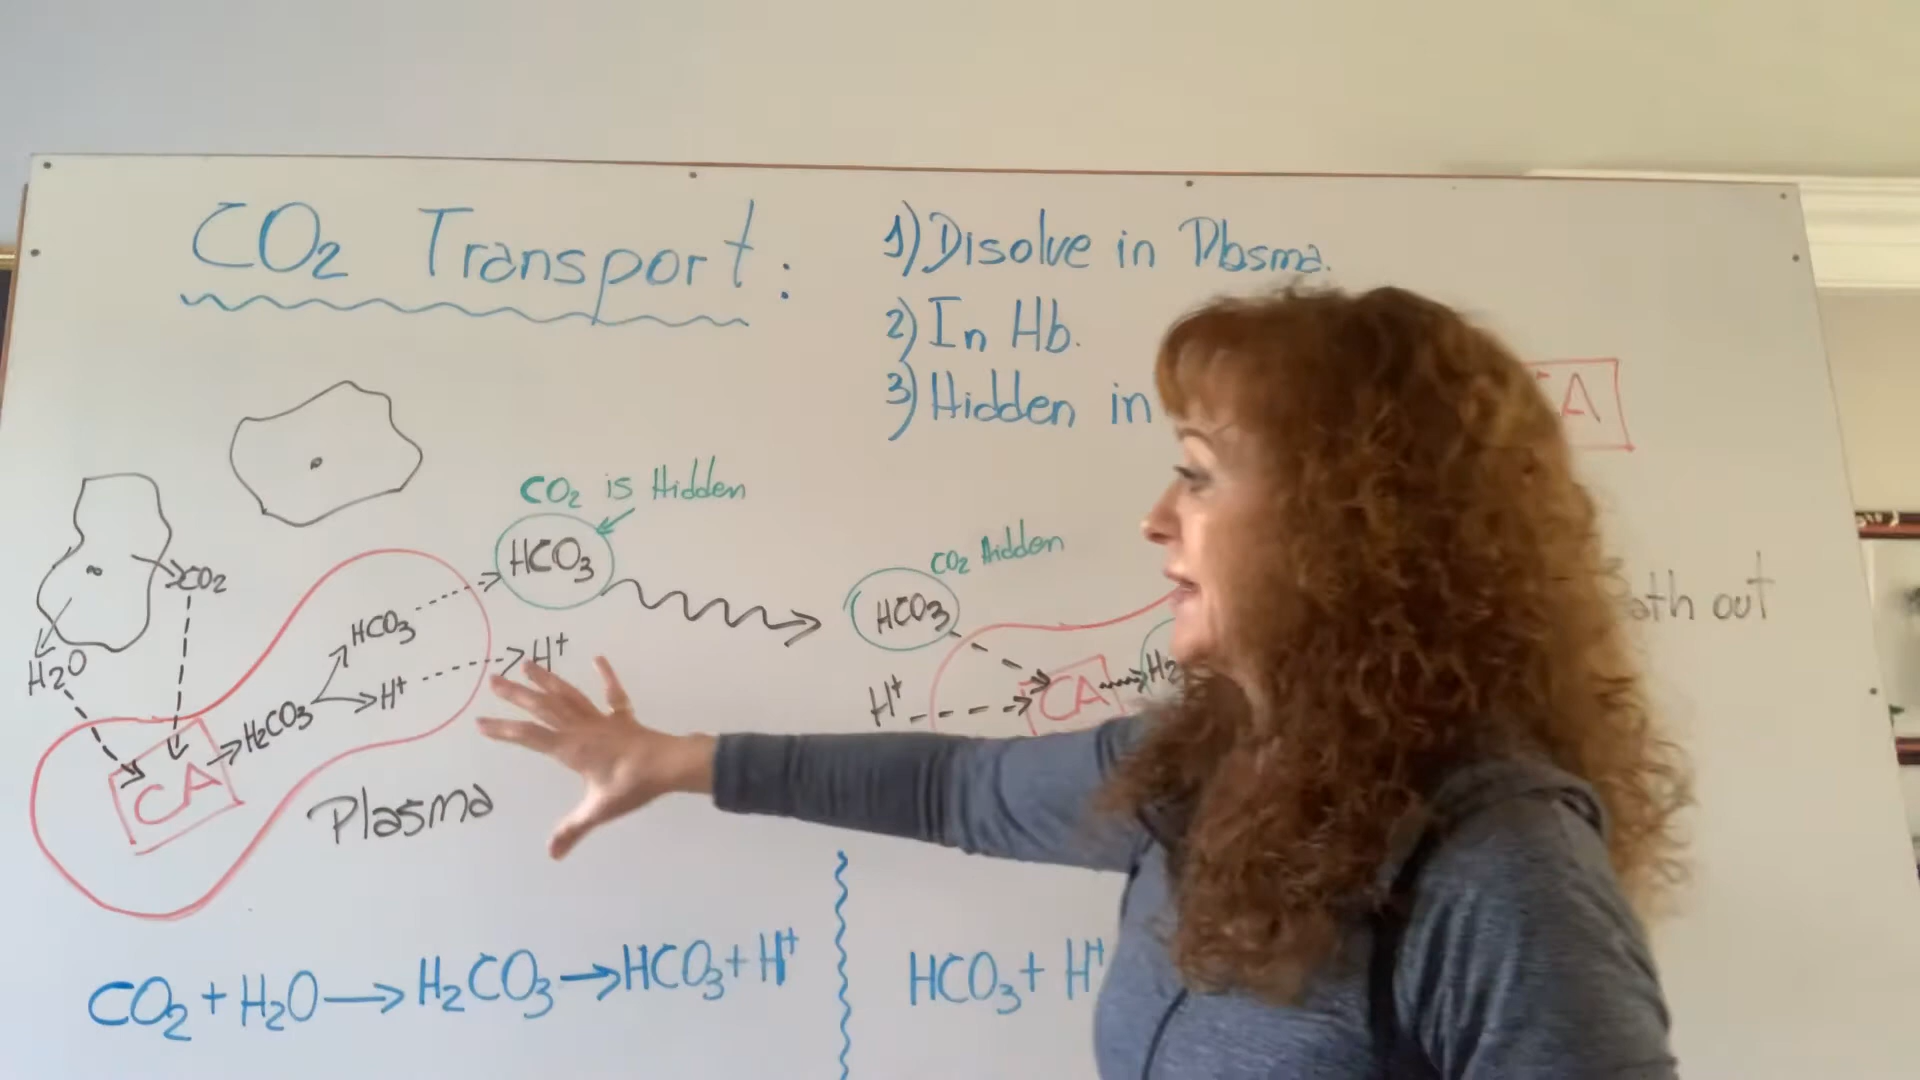 CO2 Transport:
1) Disolve in Plasma.
2) In Hb.
3) Hidden in
CO2 is Hidden
HCO3
CO2
HCO3
H+
H+
H2O
CA
H2CO3
Plasma
CO2 Hidden
HCO3
H+
CA
out
CO2 + H2O → H2CO3 → HCO3 + H+
HCO3 + H+